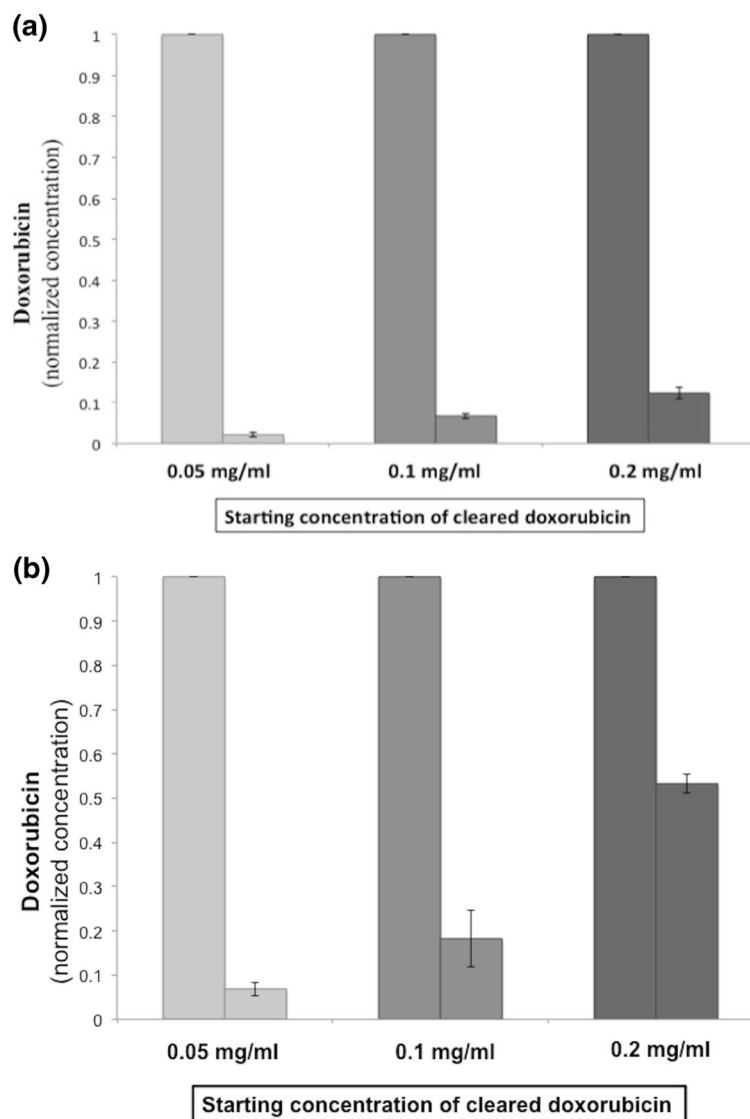 (a)
Doxorubicin
(normalized concentration)
1
0.9
0.8
0.7
0.6
0.5
0.4
0.3
0.2
0.1
0
0.05 mg/ml 0.1 mg/ml 0.2 mg/ml
Starting concentration of cleared doxorubicin
(b)
Doxorubicin
(normalized concentration)
1
0.9
0.8
0.7
0.6
0.5
0.4
0.3
0.2
0.1
0
0.05 mg/ml 0.1 mg/ml 0.2 mg/ml
Starting concentration of cleared doxorubicin